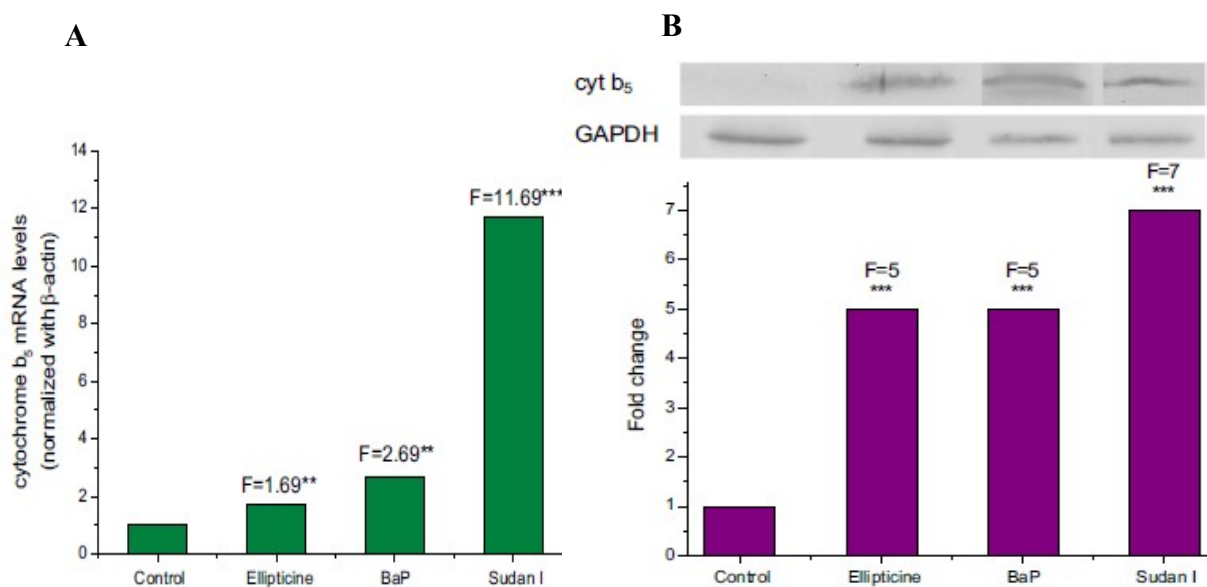 A
cytochrome b₅ mRNA levels
(normalized with β-actin)
14
12
10
8
6
4
2
0
F=1.69**
F=2.69**
F=11.69***
Control
Ellipticine
BaP
Sudan I
B
cyt b₅
GAPDH
Fold change
7
6
5
4
3
2
1
0
F=5
***
F=5
***
F=7
***
Control
Ellipticine
BaP
Sudan I